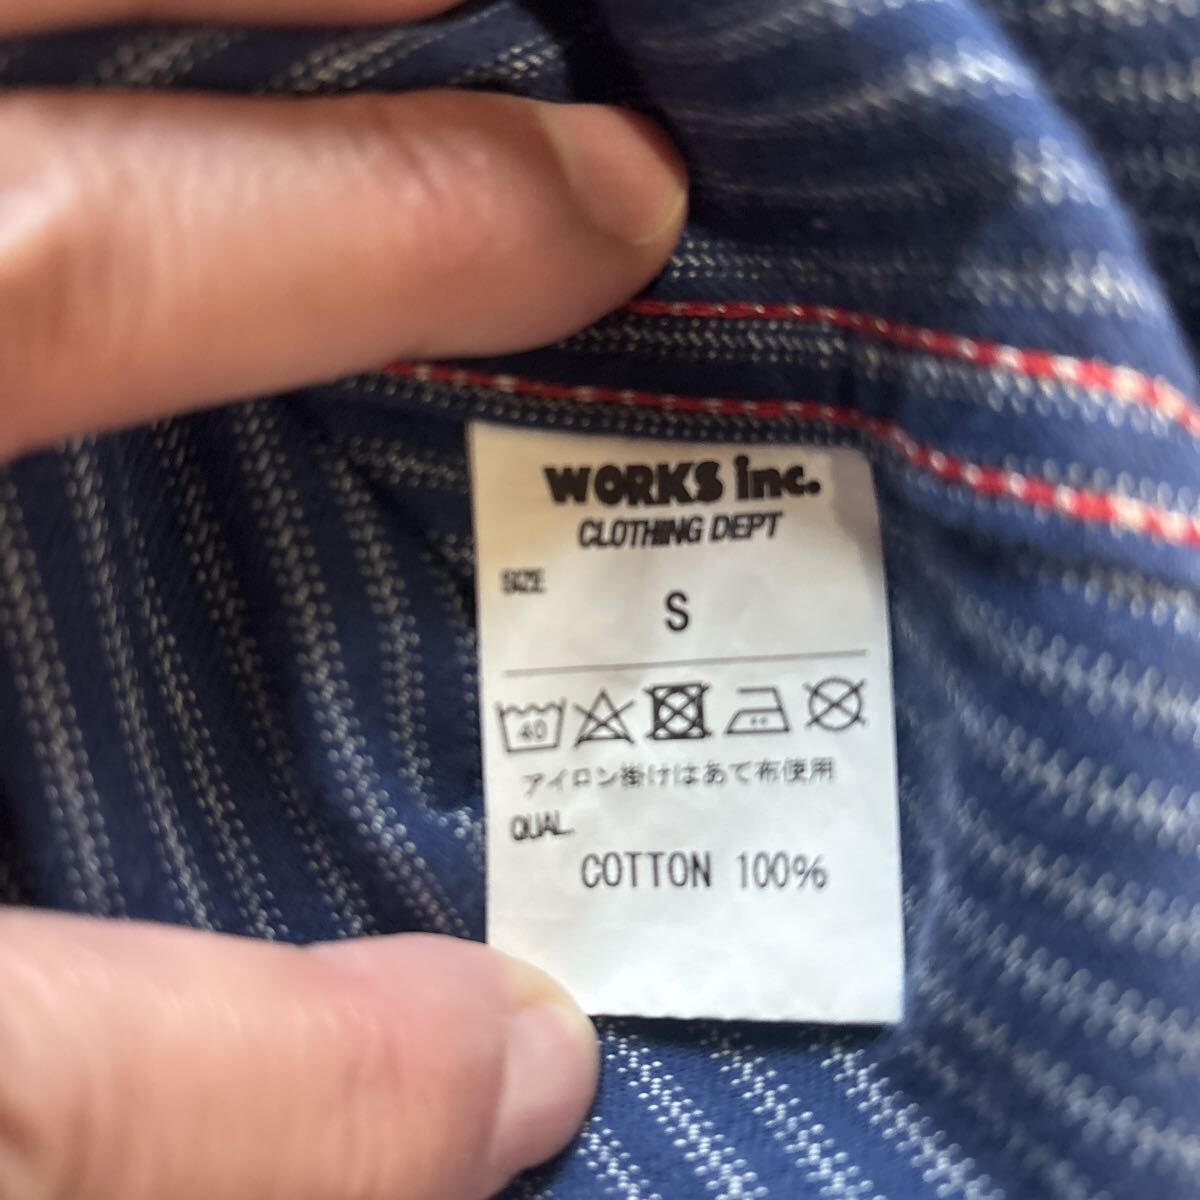 WORKS inc.
CLOTHING DEPT
SIZE
S
40
アイロン掛けはあて布使用
QUAL.
COTTON 100%